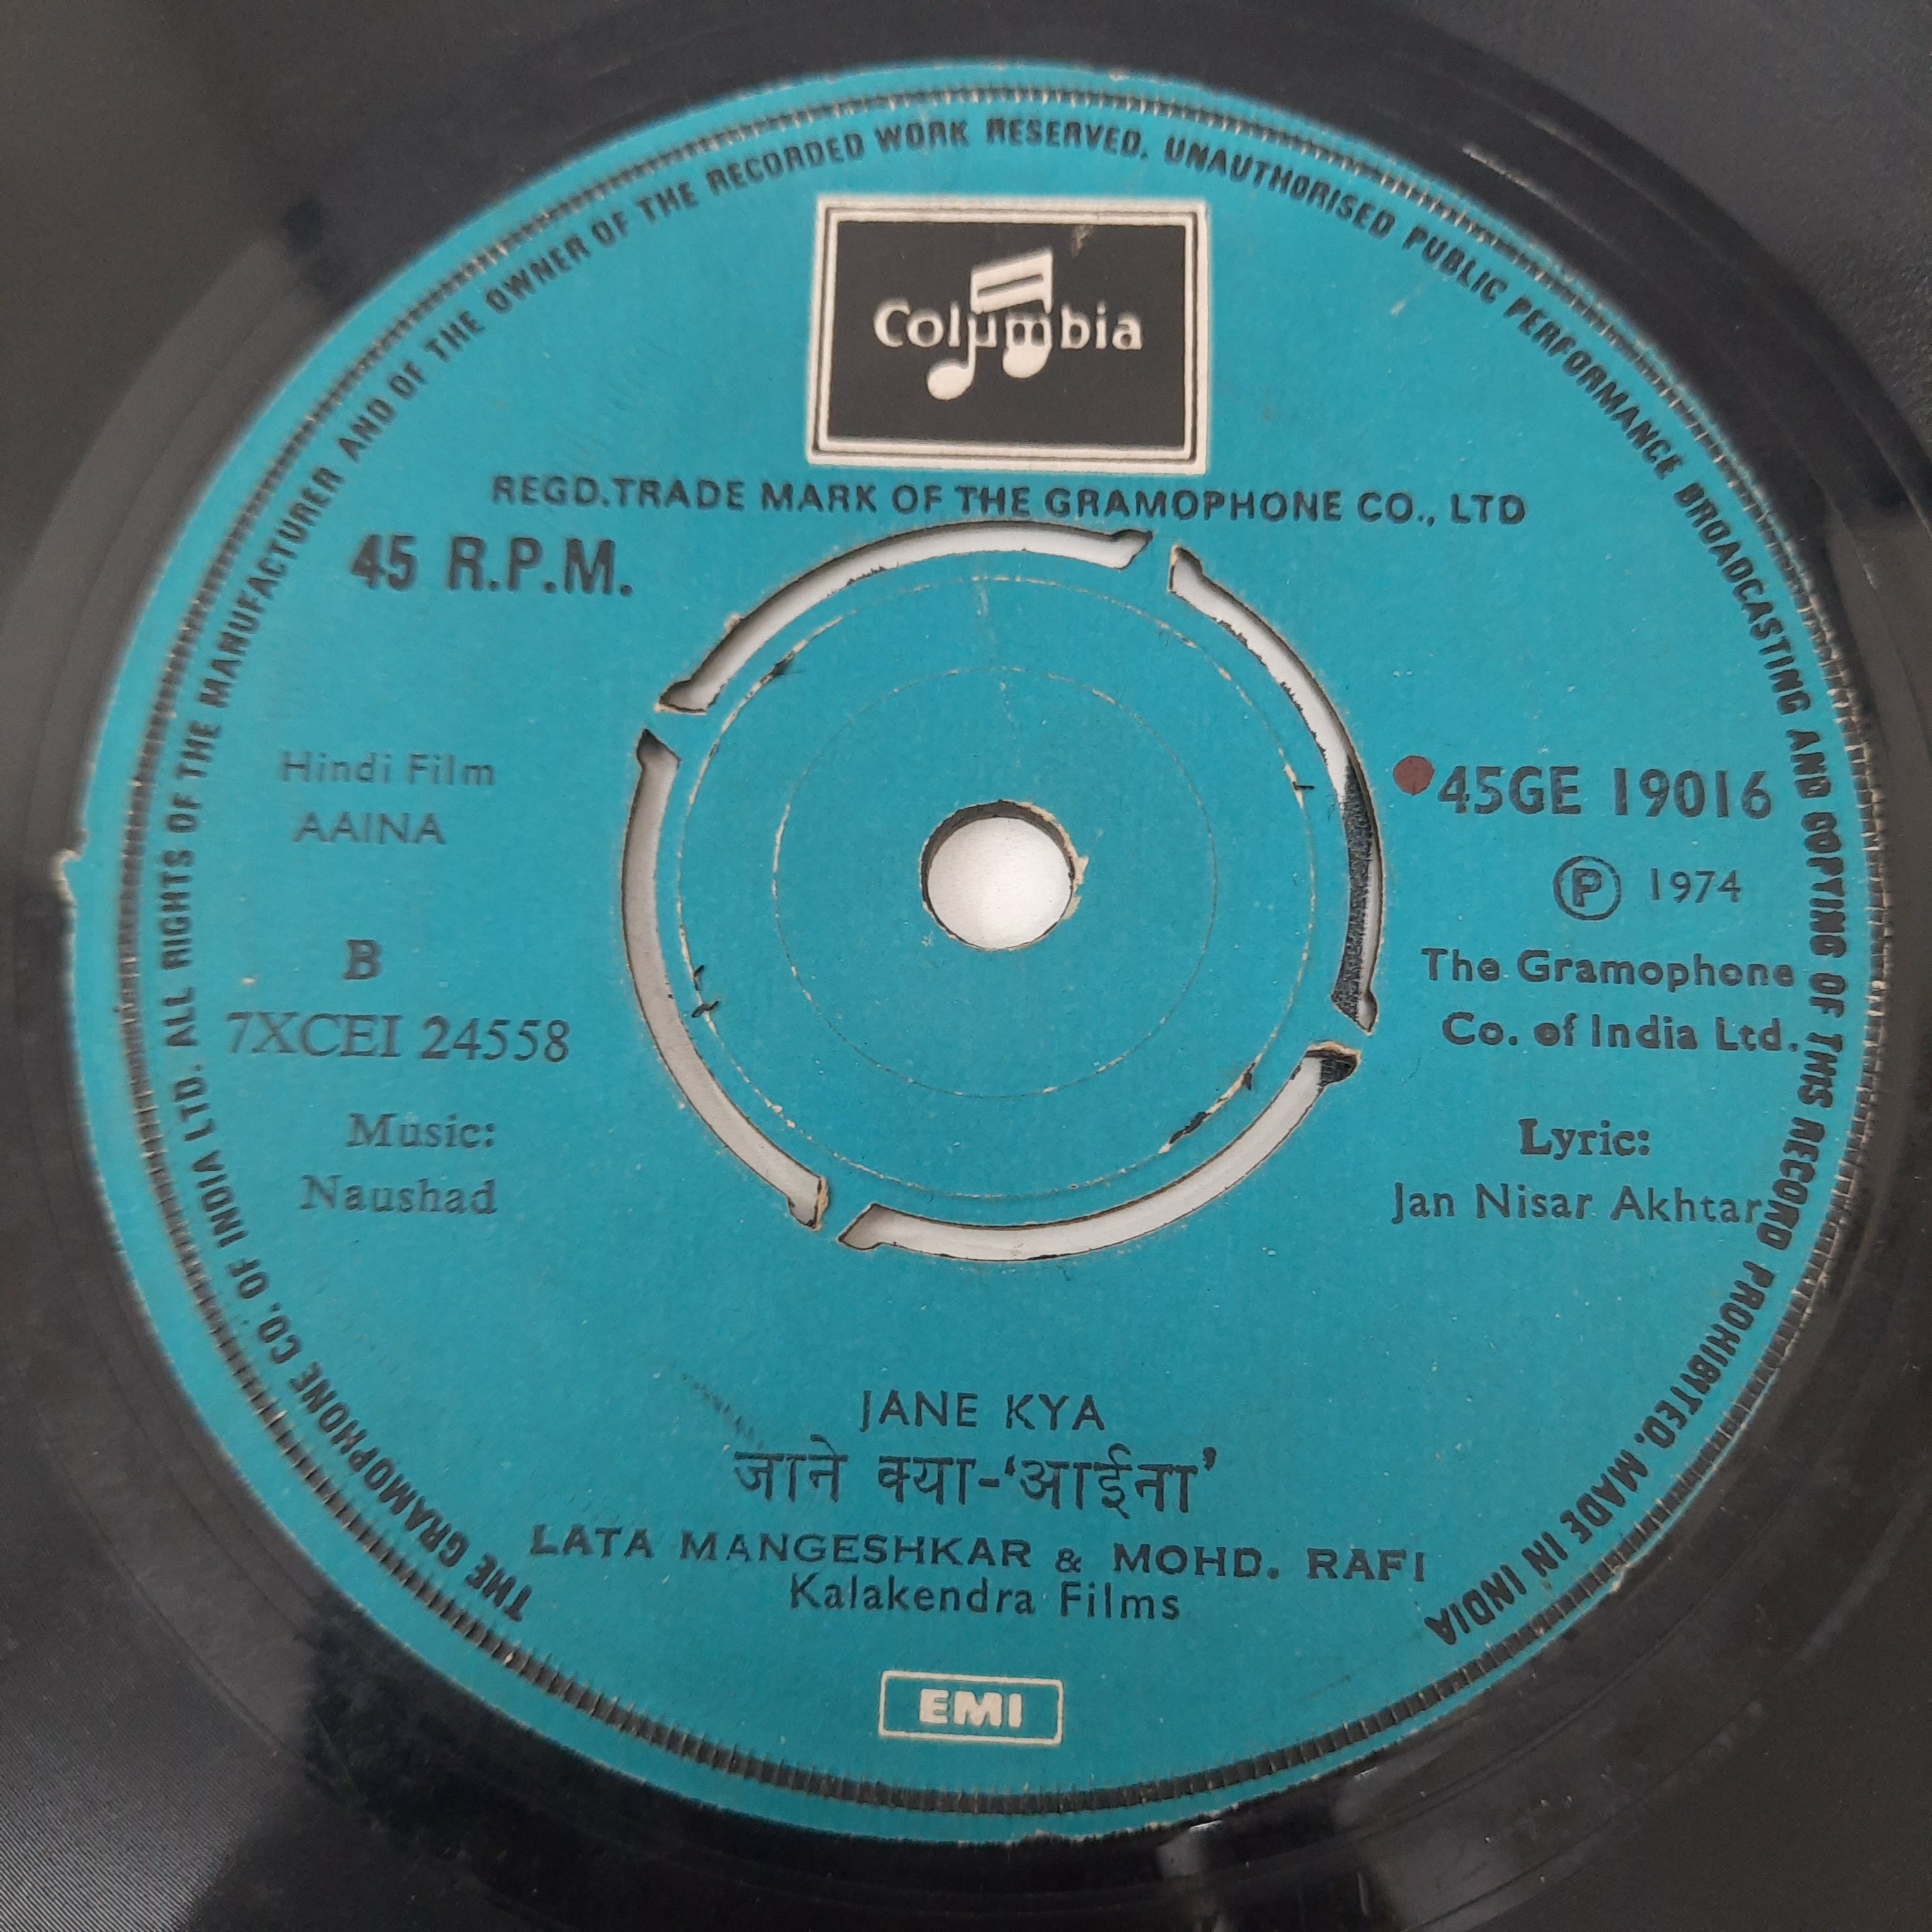 THE GRAMOPHONE CO. OF INDIA LTD. ALL RIGHTS OF THE MANUFACTURER AND OF THE OWNER OF THE RECORDED WORK RESERVED. UNAUTHORISED PUBLIC PERFORMANCE BROADCASTING AND COPYING OF THIS RECORD PROHIBITED. MADE IN INDIA
Columbia
REGD.TRADE MARK OF THE GRAMOPHONE CO., LTD
45 R.P.M.
Hindi Film
AAINA
B
7XCEI 24558
Music:
Naushad
45GE 19016
Ⓟ 1974
The Gramophone
Co. of India Ltd.
Lyric:
Jan Nisar Akhtar
JANE KYA
जाने क्या-‘आईना’
LATA MANGESHKAR & MOHD. RAFI
Kalakendra Films
EMI